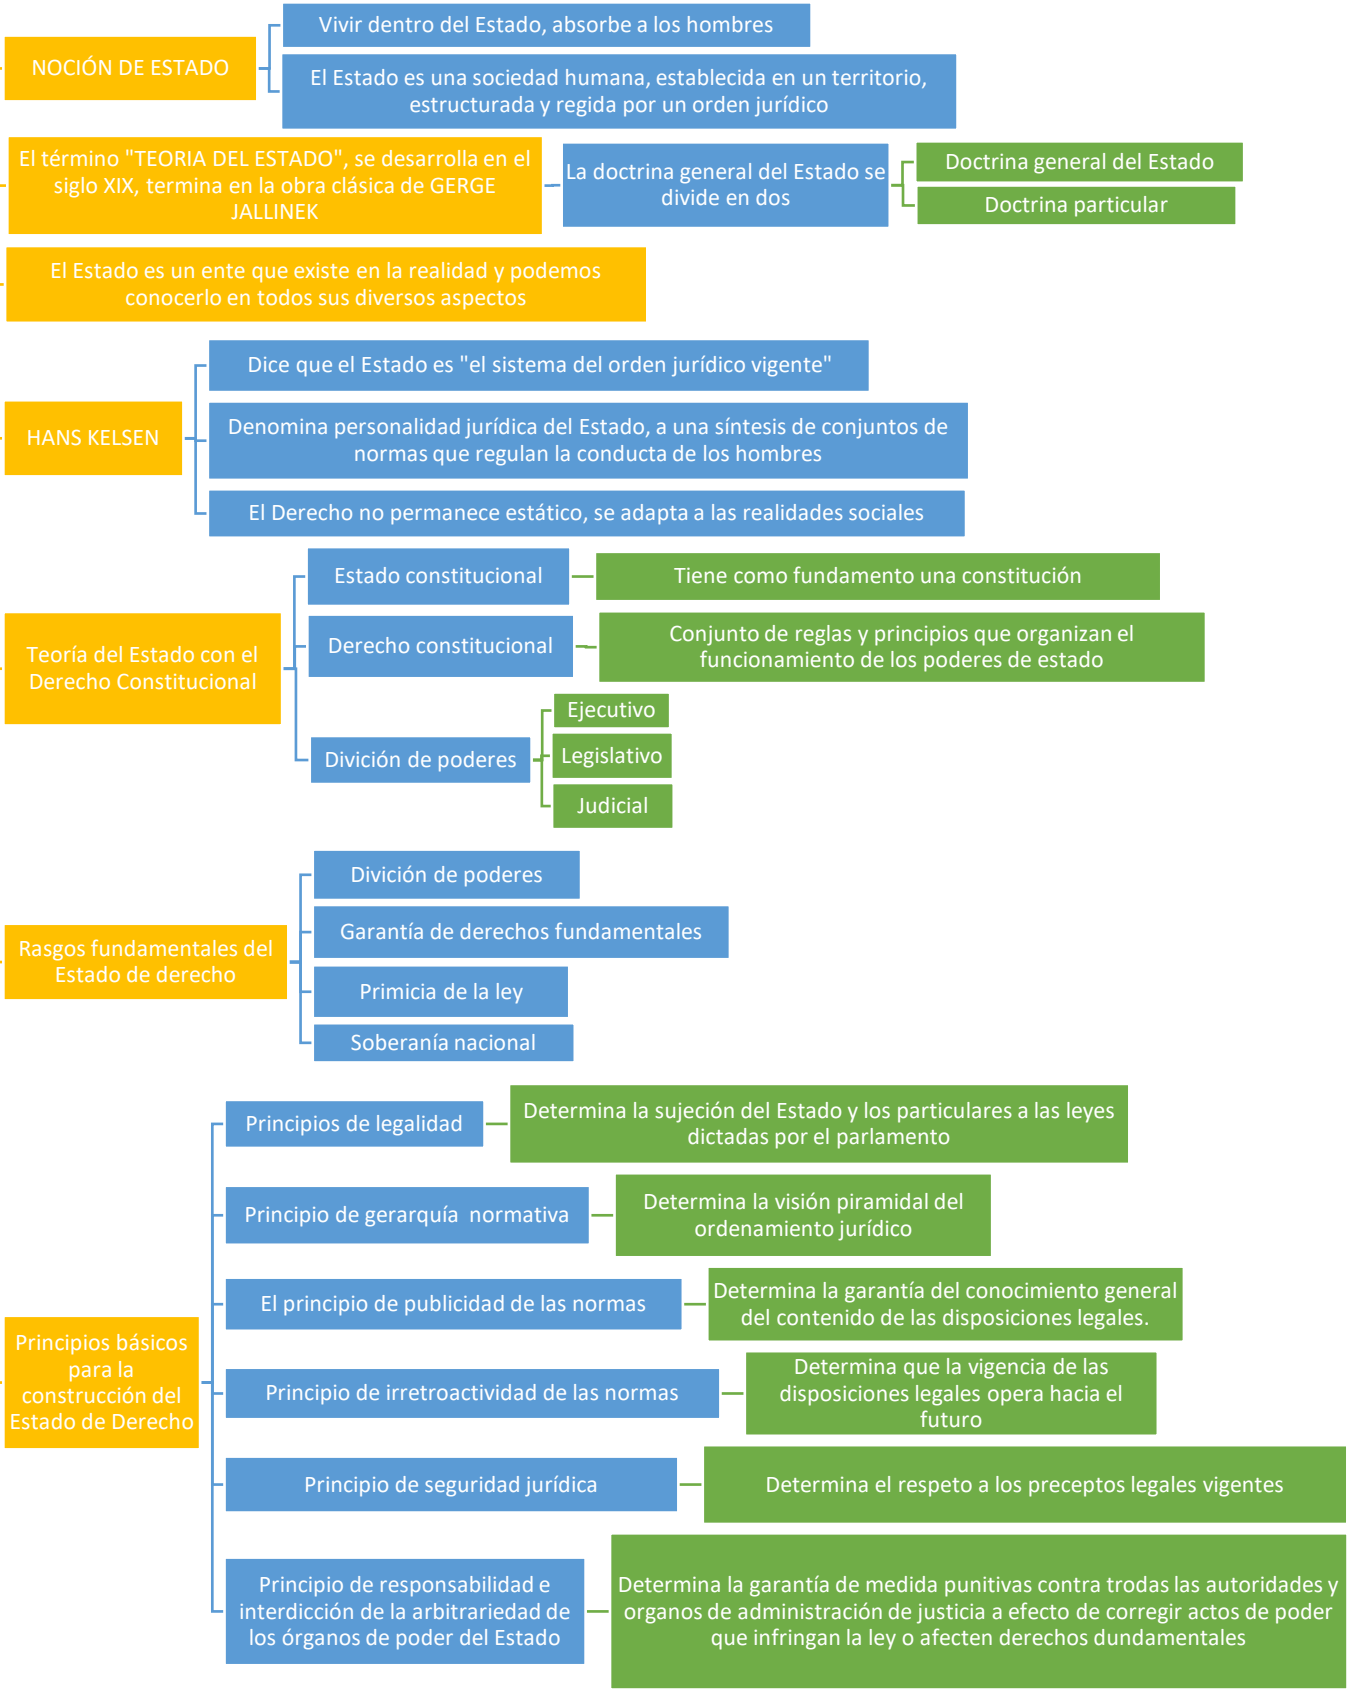 NOCIÓN DE ESTADO
Vivir dentro del Estado, absorbe a los hombres
El Estado es una sociedad humana, establecida en un territorio,
estructurada y regida por un orden jurídico
El término "TEORIA DEL ESTADO", se desarrolla en el
siglo XIX, termina en la obra clásica de GERGE
JALLINEK
La doctrina general del Estado se
divide en dos
Doctrina general del Estado
Doctrina particular
El Estado es un ente que existe en la realidad y podemos
conocerlo en todos sus diversos aspectos
HANS KELSEN
Dice que el Estado es "el sistema del orden jurídico vigente"
Denomina personalidad jurídica del Estado, a una síntesis de conjuntos de
normas que regulan la conducta de los hombres
El Derecho no permanece estático, se adapta a las realidades sociales
Teoría del Estado con el
Derecho Constitucional
Estado constitucional
Tiene como fundamento una constitución
Derecho constitucional
Conjunto de reglas y principios que organizan el
funcionamiento de los poderes de estado
División de poderes
Ejecutivo
Legislativo
Judicial
Rasgos fundamentales del
Estado de derecho
Divición de poderes
Garantía de derechos fundamentales
Primicia de la ley
Soberanía nacional
Principios básicos
para la
construcción del
Estado de Derecho
Principios de legalidad
Determina la sujeción del Estado y los particulares a las leyes
dictadas por el parlamento
Principio de gerarquía normativa
Determina la visión piramidal del
ordenamiento jurídico
El principio de publicidad de las normas
Determina la garantía del conocimiento general
del contenido de las disposiciones legales.
Principio de irretroactividad de las normas
Determina que la vigencia de las
disposiciones legales opera hacia el
futuro
Principio de seguridad jurídica
Determina el respeto a los preceptos legales vigentes
Principio de responsabilidad e
interdicción de la arbitrariedad de
los órganos de poder del Estado
Determina la garantía de medida punitivas contra trodas las autoridades y
organos de administración de justicia a efecto de corregir actos de poder
que infringan la ley o afecten derechos dundamentales